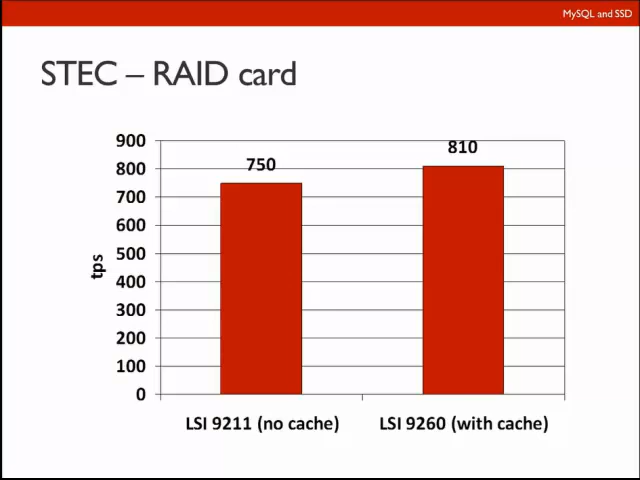 MySQL and SSD
STEC – RAID card
900
800
700
600
500
400
300
200
100
0
tps
750
810
LSI 9211 (no cache)
LSI 9260 (with cache)